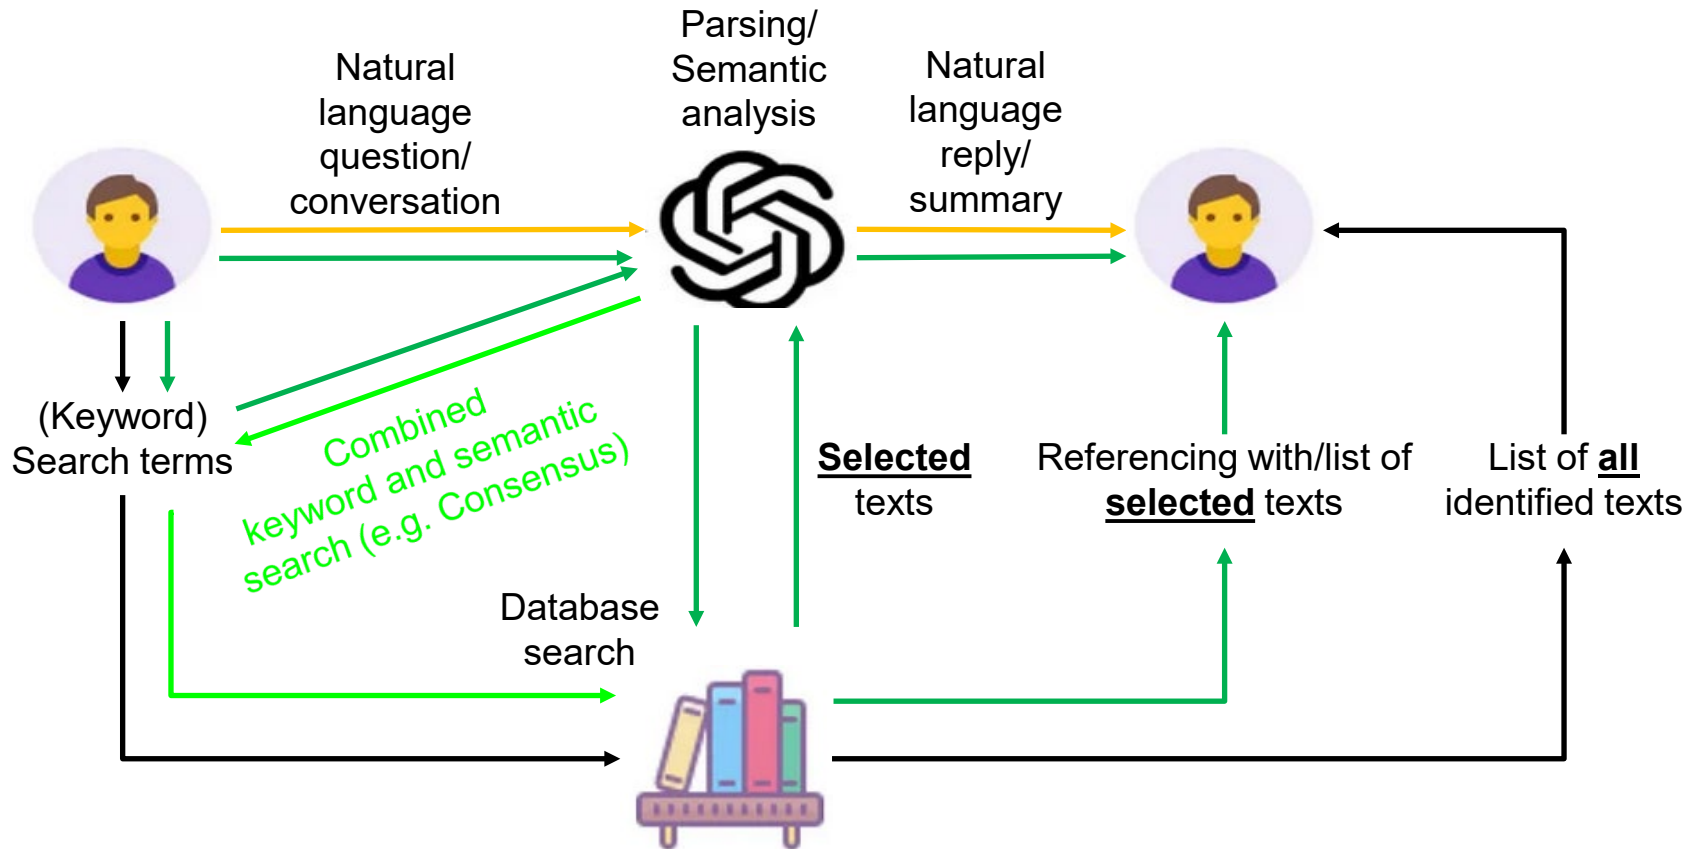 Natural
language
question/
conversation
Parsing/
Semantic
analysis
Natural
language
reply/
summary
(Keyword)
Search terms
Combined
keyword and semantic
search (e.g. Consensus)
Selected
texts
Referencing with/list of
selected texts
List of all
identified texts
Database
search